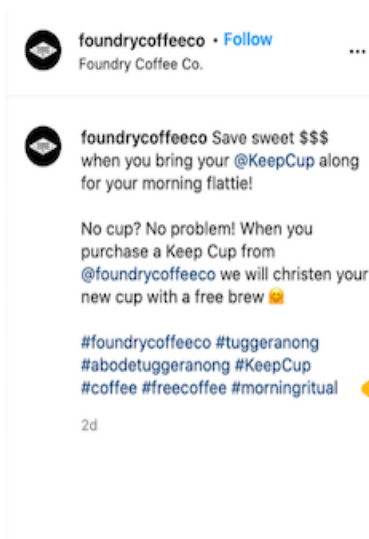 foundrycoffeeco • Follow
Foundry Coffee Co.
...
foundrycoffeeco Save sweet $$$
when you bring your @KeepCup along
for your morning flattie!
No cup? No problem! When you
purchase a Keep Cup from
@foundrycoffeeco we will christen your
new cup with a free brew 🤗
#foundrycoffeeco #tuggeranong
#abodetuggeranong #KeepCup
#coffee #freecoffee #morningritual
2d